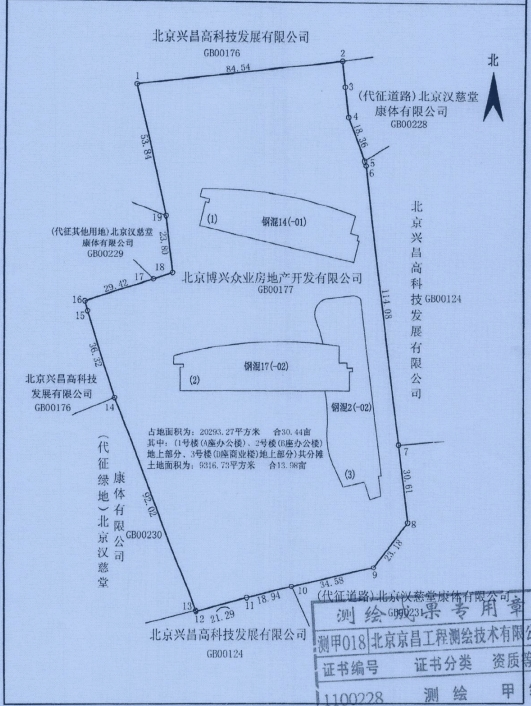 北京兴昌高科技发展有限公司
GB00176
84.54
1
2
北
3
(代征道路)北京汉慈堂
康体有限公司
GB00228
4
18.36
5
6
53.84
19
23.80
(代征其他用地)北京汉慈堂
康体有限公司
GB00229
(1)
钢混14(-01)
北京兴昌高科技发展有限公司
GB00124
18
17
29.42
北京博兴众业房地产开发有限公司
GB00177
16
15
114.08
36.32
钢混17(-02)
(2)
北京兴昌高科技
发展有限公司
GB00176
14
钢混2(-02)
占地面积为：20293.27平方米 合30.44亩
其中：(1号楼(A座办公楼)、2号楼(B座办公楼)
地上部分、3号楼(D座商业楼)地上部分)共分摊
土地面积为：9316.73平方米 合13.98亩
7
(3)
(代征绿地)北京汉慈堂
康体有限公司
GB00230
92.02
30.61
8
23.18
9
34.58
10
18.94
11
(代征道路)北京汉慈堂康体有限公司
GB00231
13
12
21.29
北京兴昌高科技发展有限公司
GB00124
测绘成果专用章
测甲018 北京京昌工程测绘技术有限公
证书编号 证书分类 资质等
1100228 测绘 甲